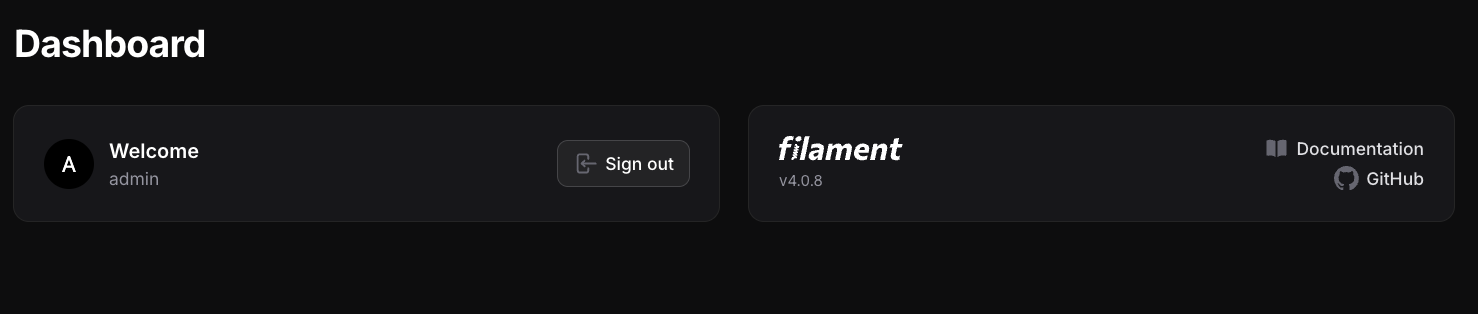 Dashboard
A
Welcome
admin
Sign out
filament
v4.0.8
Documentation
GitHub